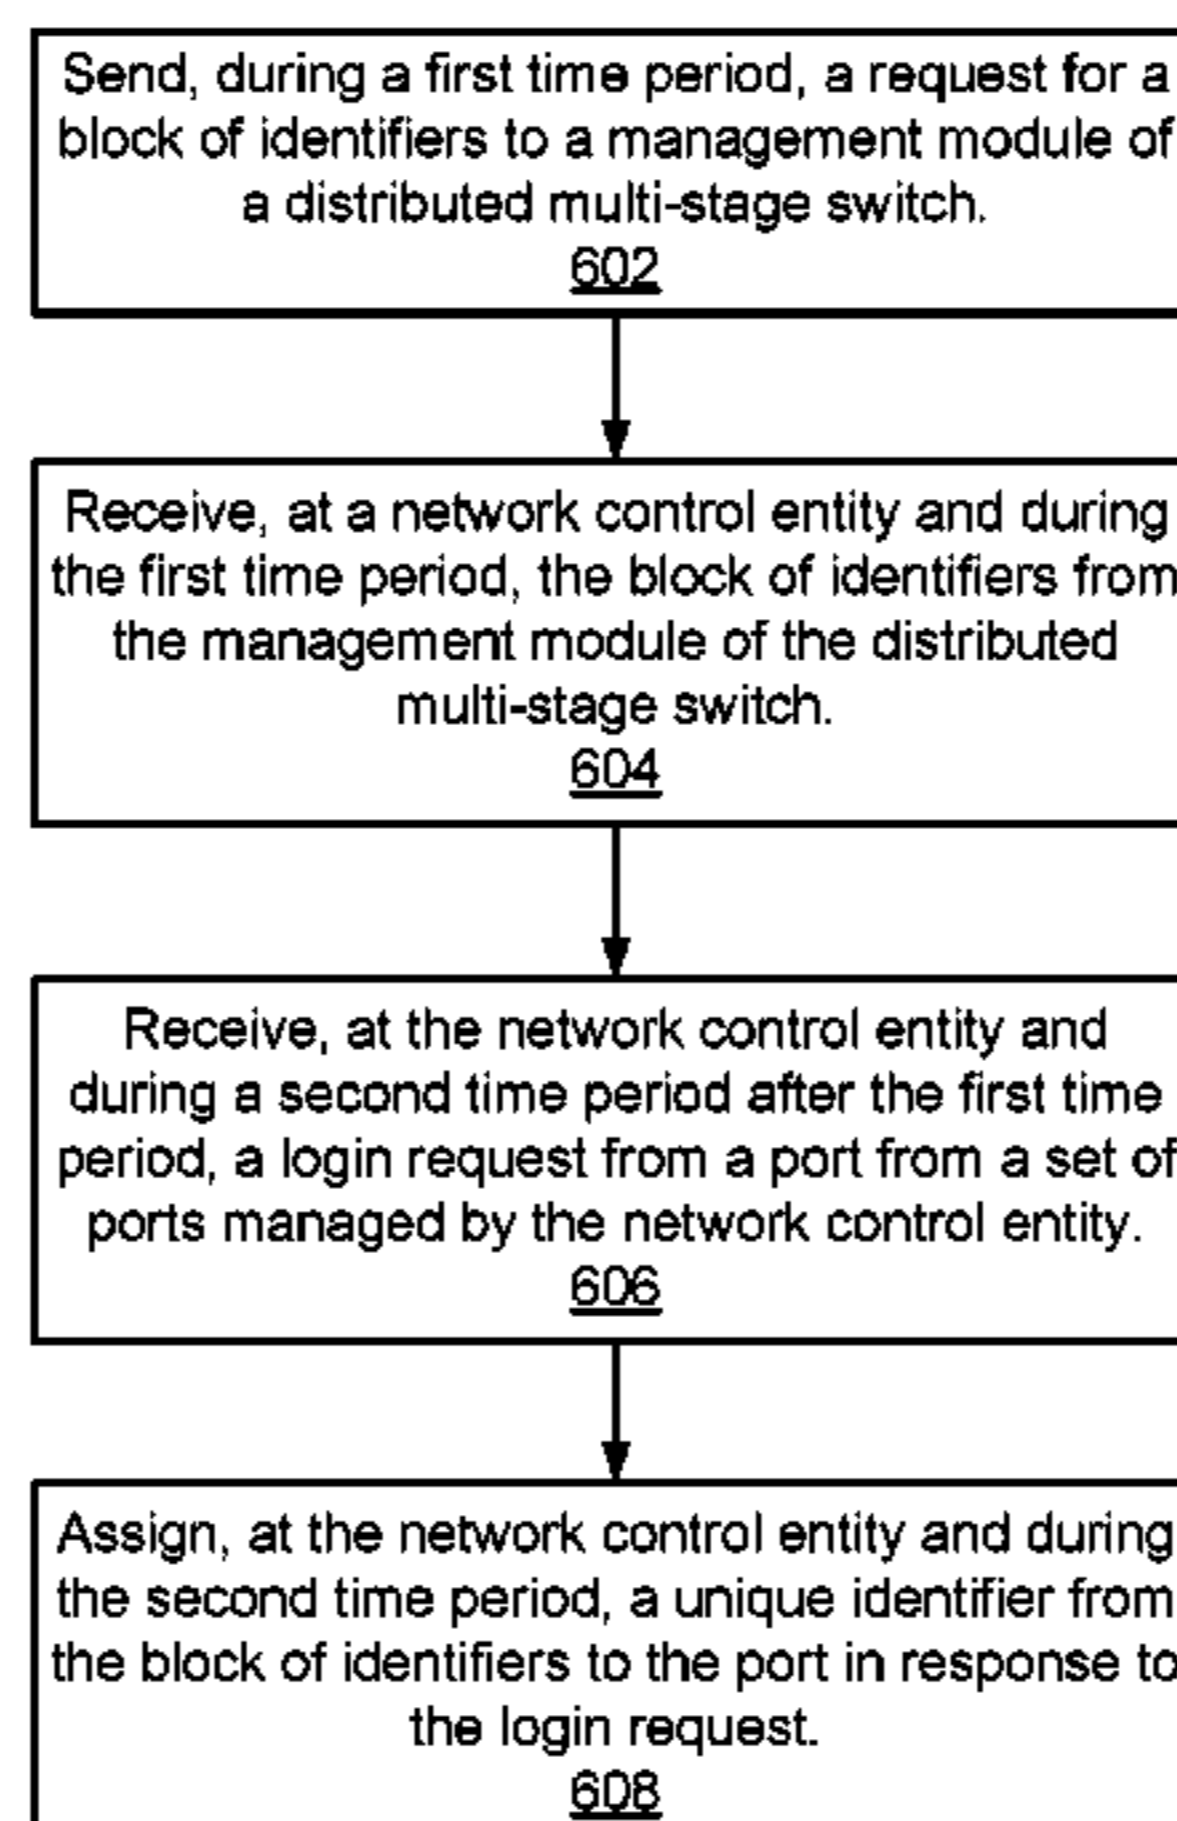 Send, during a first time period, a request for a
block of identifiers to a management module of
a distributed multi-stage switch.
602
Receive, at a network control entity and during
the first time period, the block of identifiers from
the management module of the distributed
multi-stage switch.
604
Receive, at the network control entity and
during a second time period after the first time
period, a login request from a port from a set of
ports managed by the network control entity.
606
Assign, at the network control entity and during
the second time period, a unique identifier from
the block of identifiers to the port in response to
the login request.
608